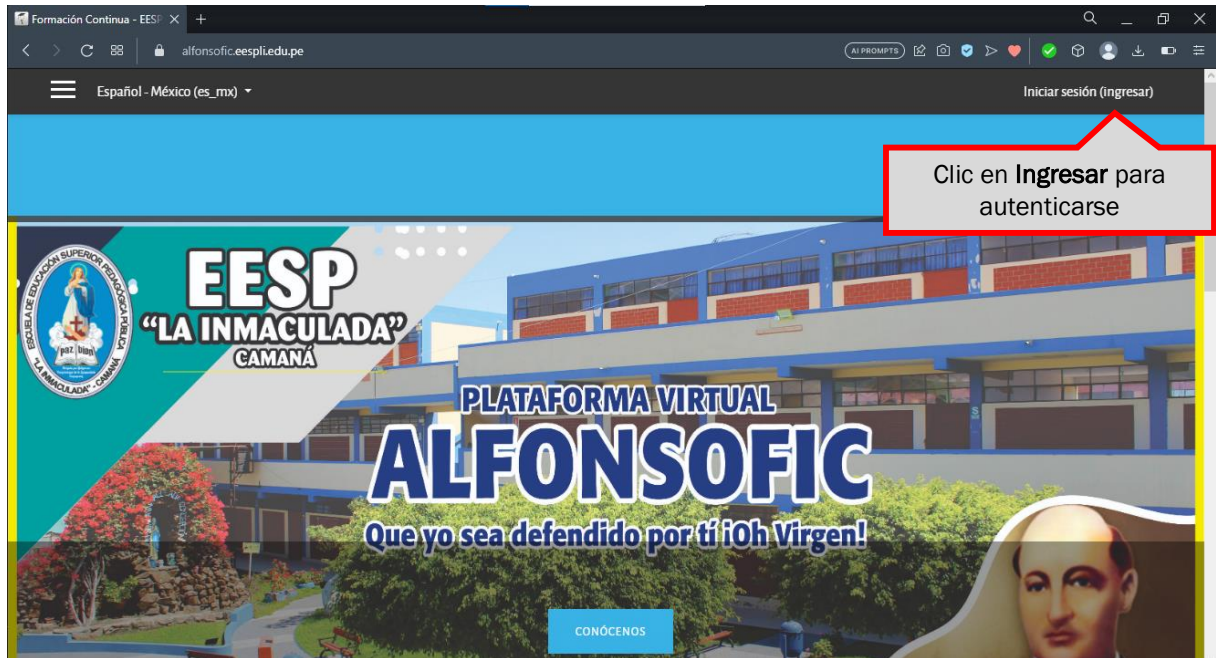 Formación Continua - EESP
alfonsofic.eespli.edu.pe
AI PROMPTS
Español - México (es_mx)
Iniciar sesión (ingresar)
Clic en Ingresar para
autenticarse
ESCUELA DE EDUCACIÓN SUPERIOR PEDAGÓGICA PÚBLICA
paz bien
"LA INMACULADA" - CAMANÁ
EESP
“LA INMACULADA”
CAMANÁ
PLATAFORMA VIRTUAL
ALFONSOFIC
Que yo sea defendido por tí ¡Oh Virgen!
CONÓCENOS